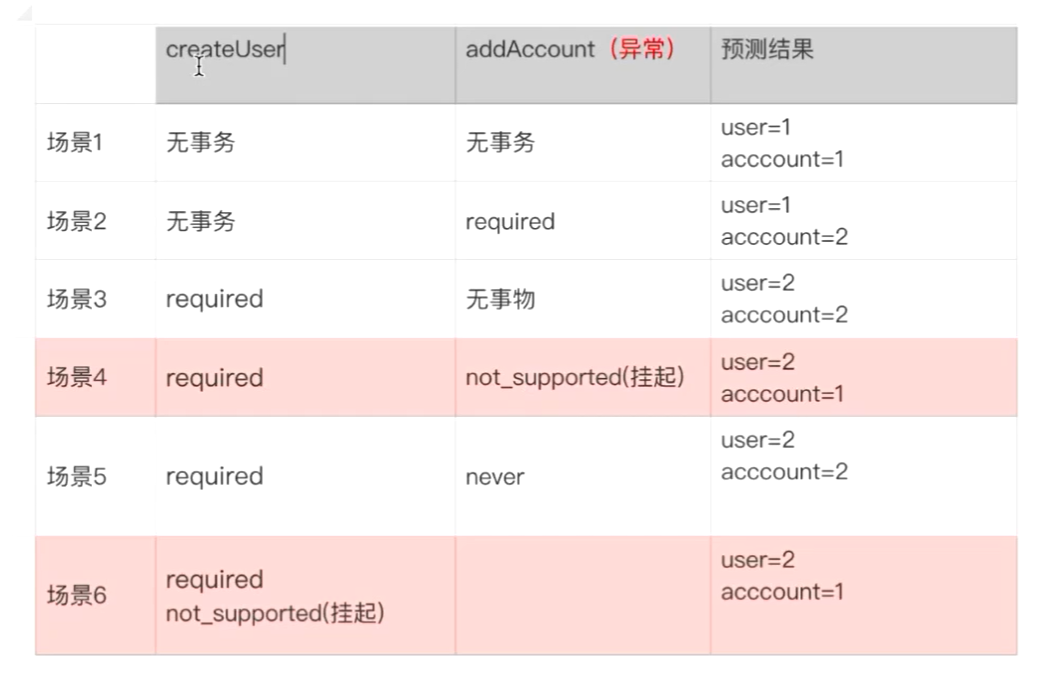 createUser addAccount（异常） 预测结果
场景1 无事务 无事务 user=1
acccount=1
场景2 无事务 required user=1
acccount=2
场景3 required 无事物 user=2
acccount=2
场景4 required not_supported(挂起) user=2
acccount=1
场景5 required never user=2
acccount=2
场景6 required
not_supported(挂起) user=2
acccount=1